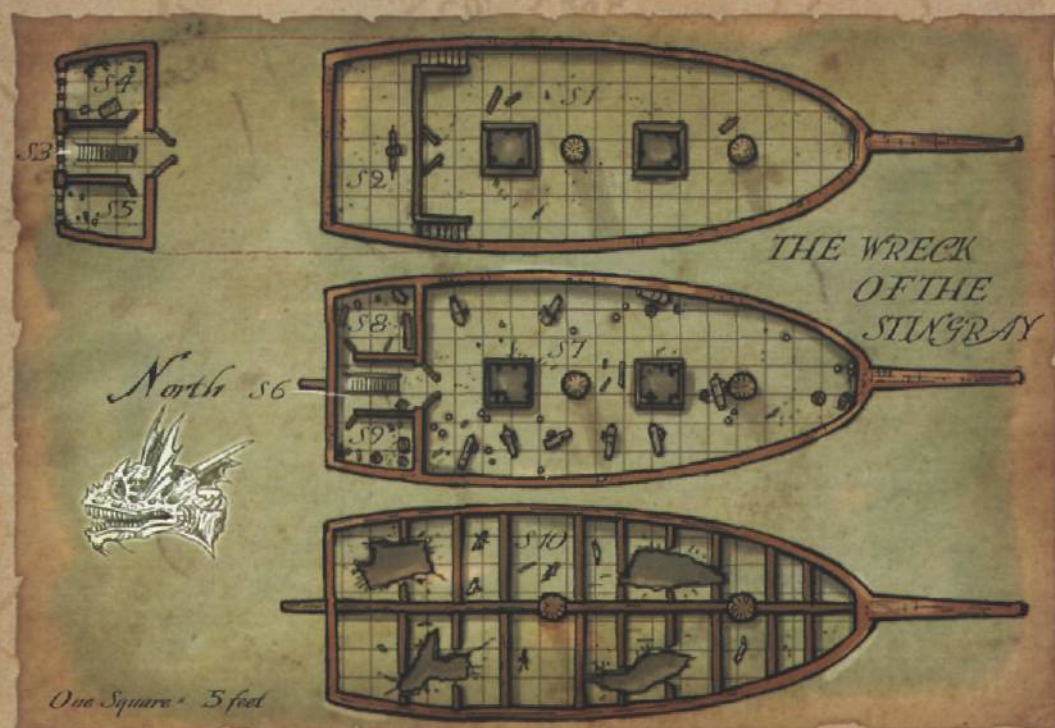 S4
S1
S3
S2
S5
THE WRECK
OF THE
STINGRAY
S8
S7
North
S6
S9
S10
One Square = 5 feet